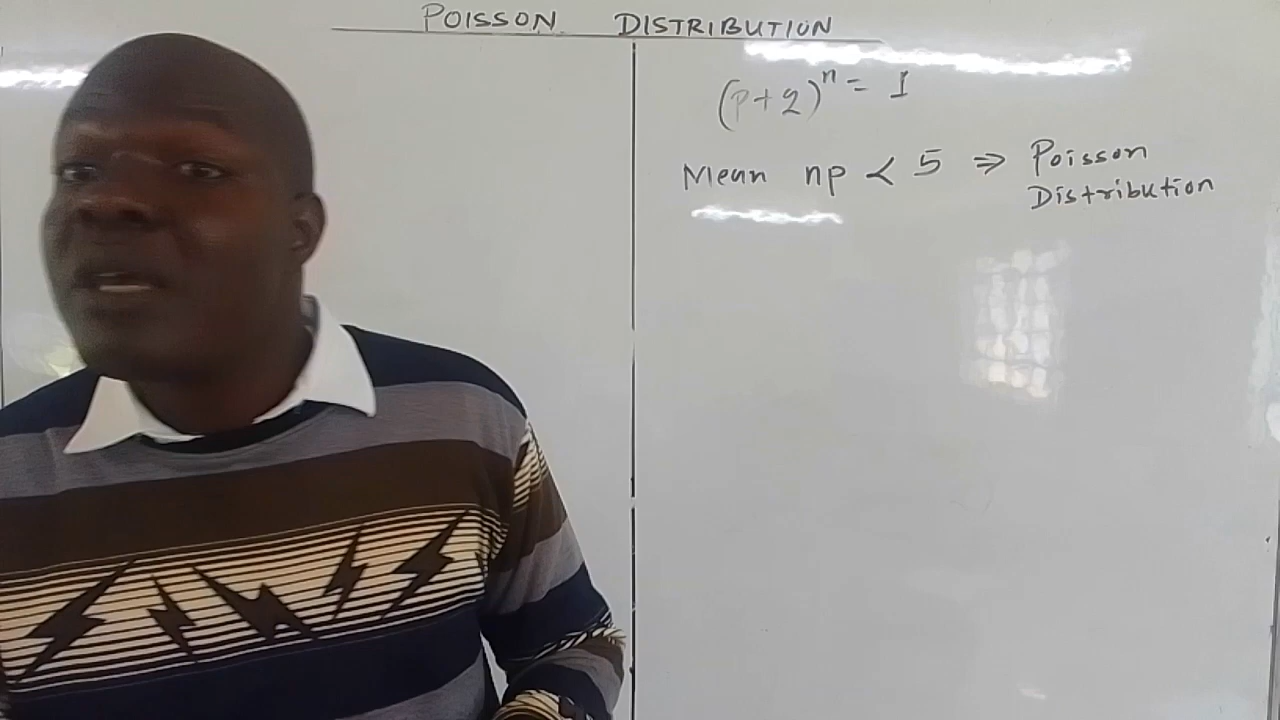 POISSON DISTRIBUTION
(p+q)^n = 1
Mean np < 5 ⇒ Poisson
Distribution